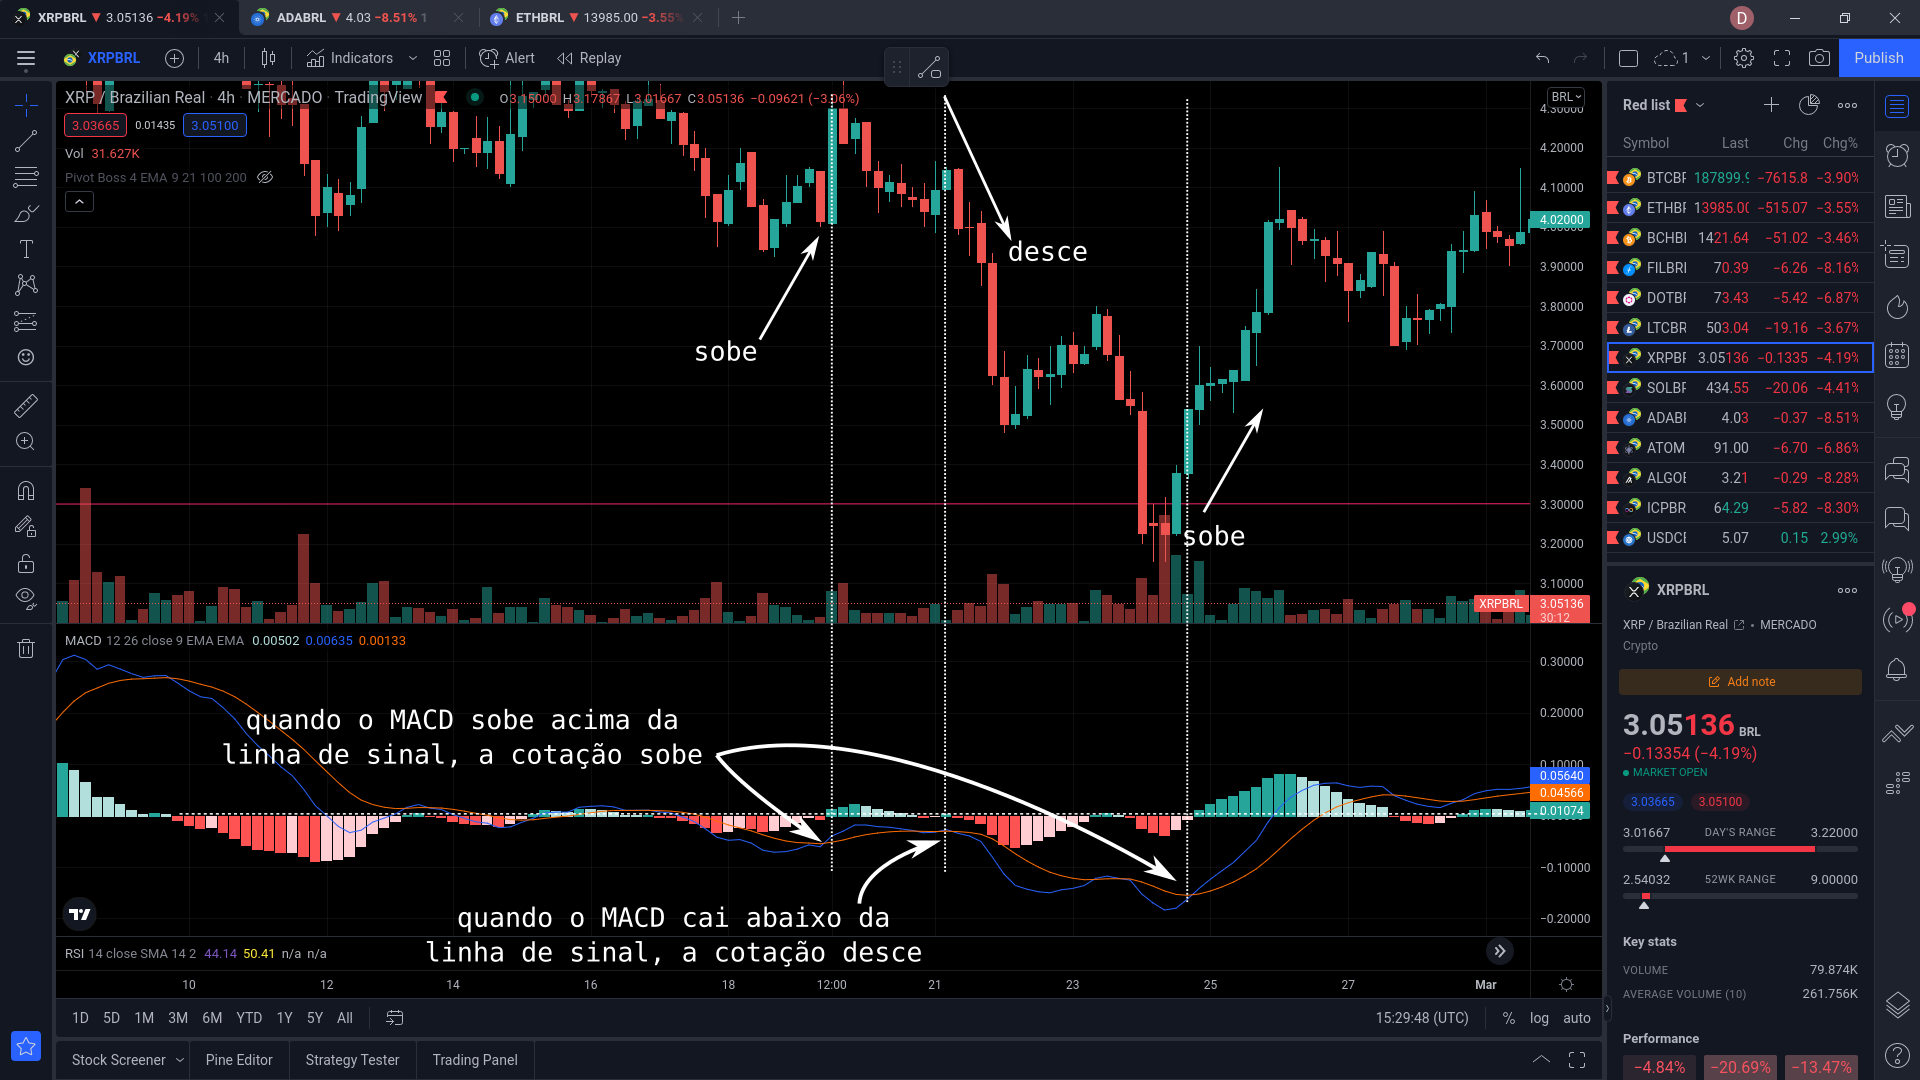 XRPBRL ▼ 3.05136 −4.19%
ADABRL ▼ 4.03 −8.51% 1
ETHBRL ▼ 13985.00 −3.55%
D
XRPBRL
4h
Indicators
Alert
Replay
1
Publish
XRP / Brazilian Real · 4h · MERCADO · TradingView
O3.15000 H3.17867 L3.01667 C3.05136 −0.09621 (−3.06%)
3.03665 0.01435 3.05100
Vol 31.627K
Pivot Boss 4 EMA 9 21 100 200
BRL
4.30000
4.20000
4.10000
4.02000
4.00000
3.90000
3.80000
3.70000
3.60000
3.50000
3.40000
3.30000
3.20000
3.10000
XRPBRL 3.05136
30:12
sobe
desce
sobe
MACD 12 26 close 9 EMA EMA 0.00502 0.00635 0.00133
0.30000
0.20000
0.10000
0.05640
0.04566
0.01074
−0.10000
−0.20000
quando o MACD sobe acima da
linha de sinal, a cotação sobe
quando o MACD cai abaixo da
linha de sinal, a cotação desce
RSI 14 close SMA 14 2 44.14 50.41 n/a n/a
10 12 14 16 18 12:00 21 23 25 27 Mar
1D 5D 1M 3M 6M YTD 1Y 5Y All
15:29:48 (UTC) % log auto
Stock Screener
Pine Editor
Strategy Tester
Trading Panel
Red list
Symbol Last Chg Chg%
BTCBF 187899.9 −7615.8 −3.90%
ETHBF 13985.00 −515.07 −3.55%
BCHBI 1421.64 −51.02 −3.46%
FILBRI 70.39 −6.26 −8.16%
DOTBF 73.43 −5.42 −6.87%
LTCBR 503.04 −19.16 −3.67%
XRPBF 3.05136 −0.1335 −4.19%
SOLBF 434.55 −20.06 −4.41%
ADABI 4.03 −0.37 −8.51%
ATOM 91.00 −6.70 −6.86%
ALGOE 3.21 −0.29 −8.28%
ICPBR 64.29 −5.82 −8.30%
USDCE 5.07 0.15 2.99%
XRPBRL
XRP / Brazilian Real • MERCADO
Crypto
Add note
3.05136 BRL
−0.13354 (−4.19%)
MARKET OPEN
3.03665 3.05100
3.01667 DAY'S RANGE 3.22000
2.54032 52WK RANGE 9.00000
Key stats
VOLUME 79.874K
AVERAGE VOLUME (10) 261.756K
Performance
−4.84% −20.69% −13.47%